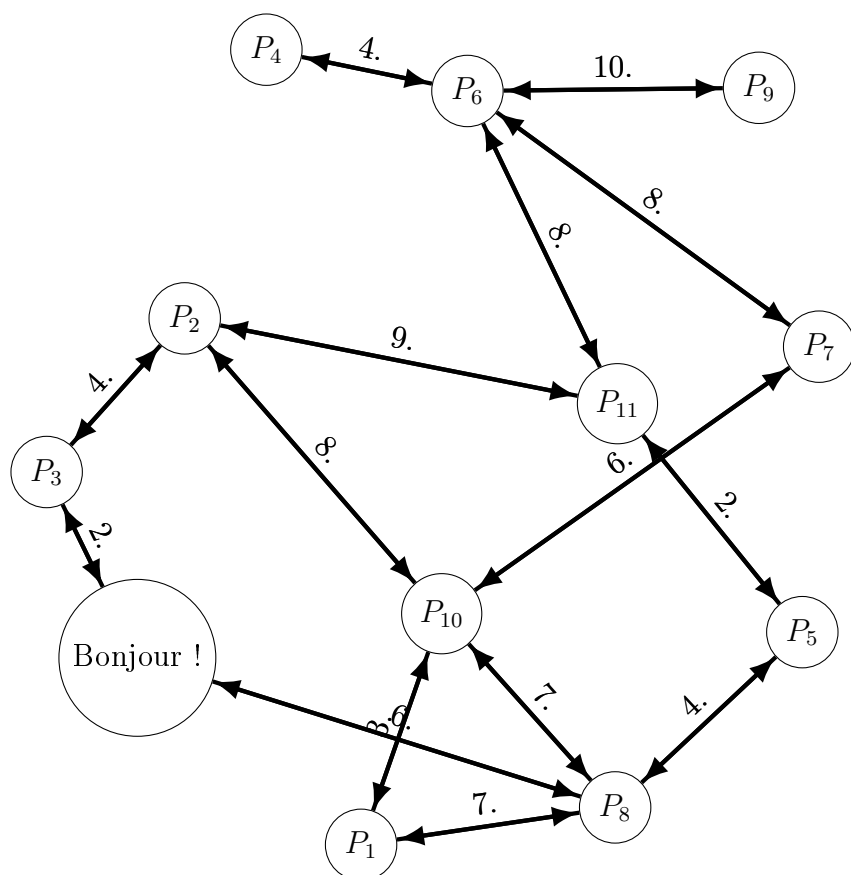 P₄
4.
P₆
10.
P₉
8.
8.
P₂
9.
P₇
4.
P₁₁
8.
6.
P₃
2.
2.
P₁₀
P₅
Bonjour !
7.
4.
3.
6.
7.
P₈
P₁